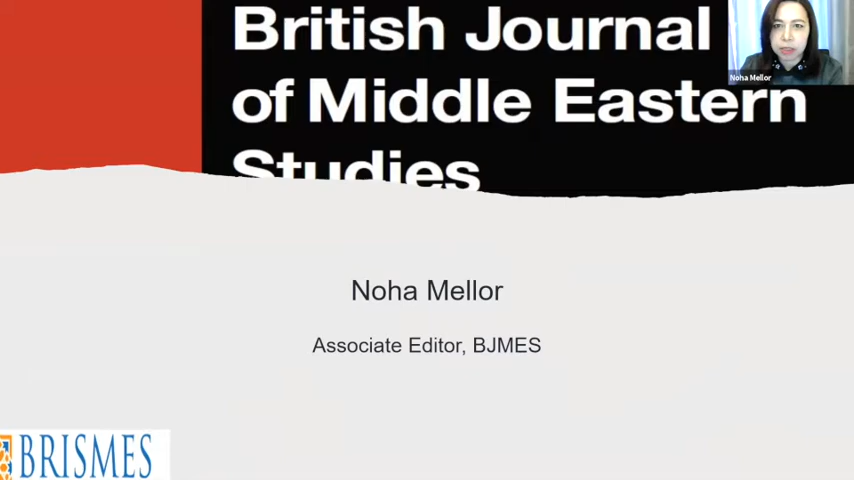 British Journal
of Middle Eastern
Studies
Noha Mellor
Noha Mellor
Associate Editor, BJMES
BRISMES